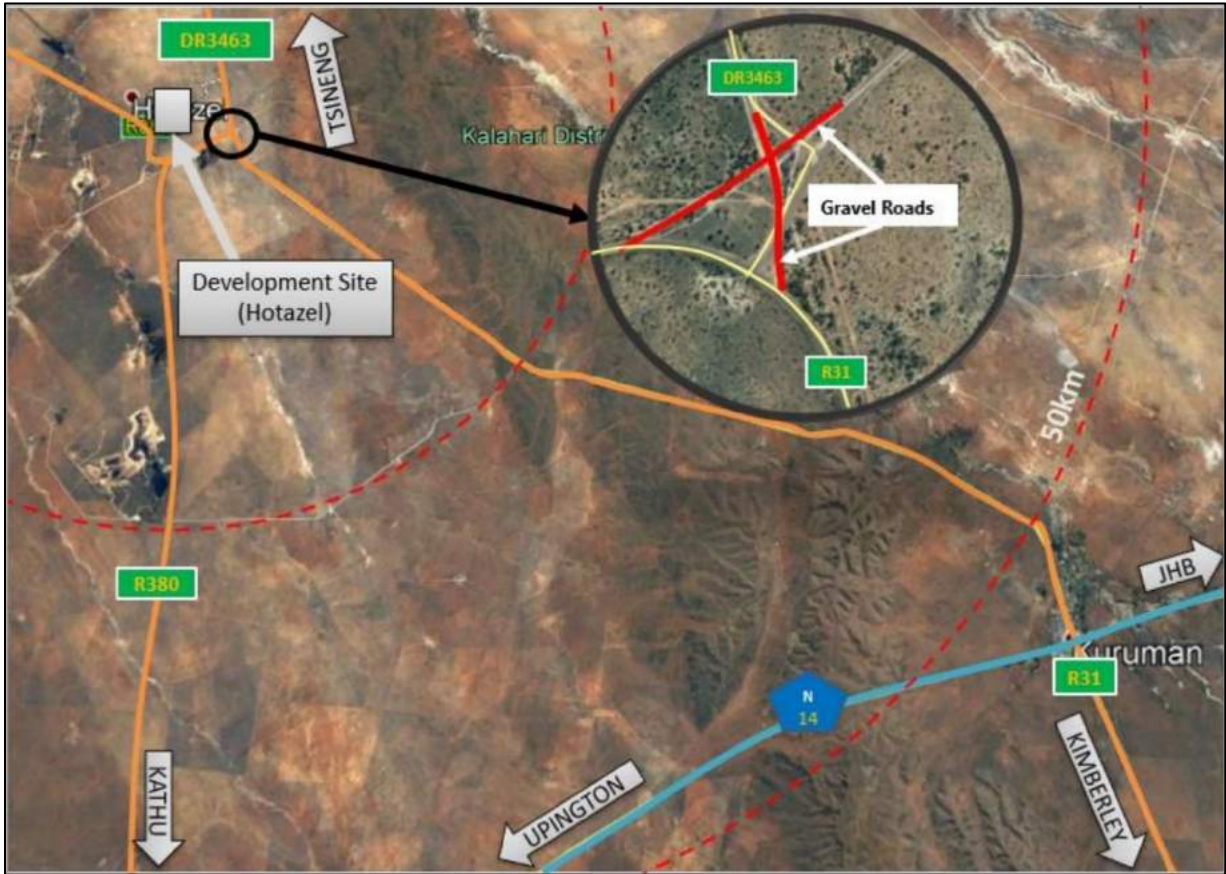 DR3463
TSINENG
Kalahari Distri
DR3463
Gravel Roads
R31
Development Site
(Hotazel)
50km
R380
JHB
Kuruman
R31
N
14
KATHU
UPINGTON
KIMBERLEY